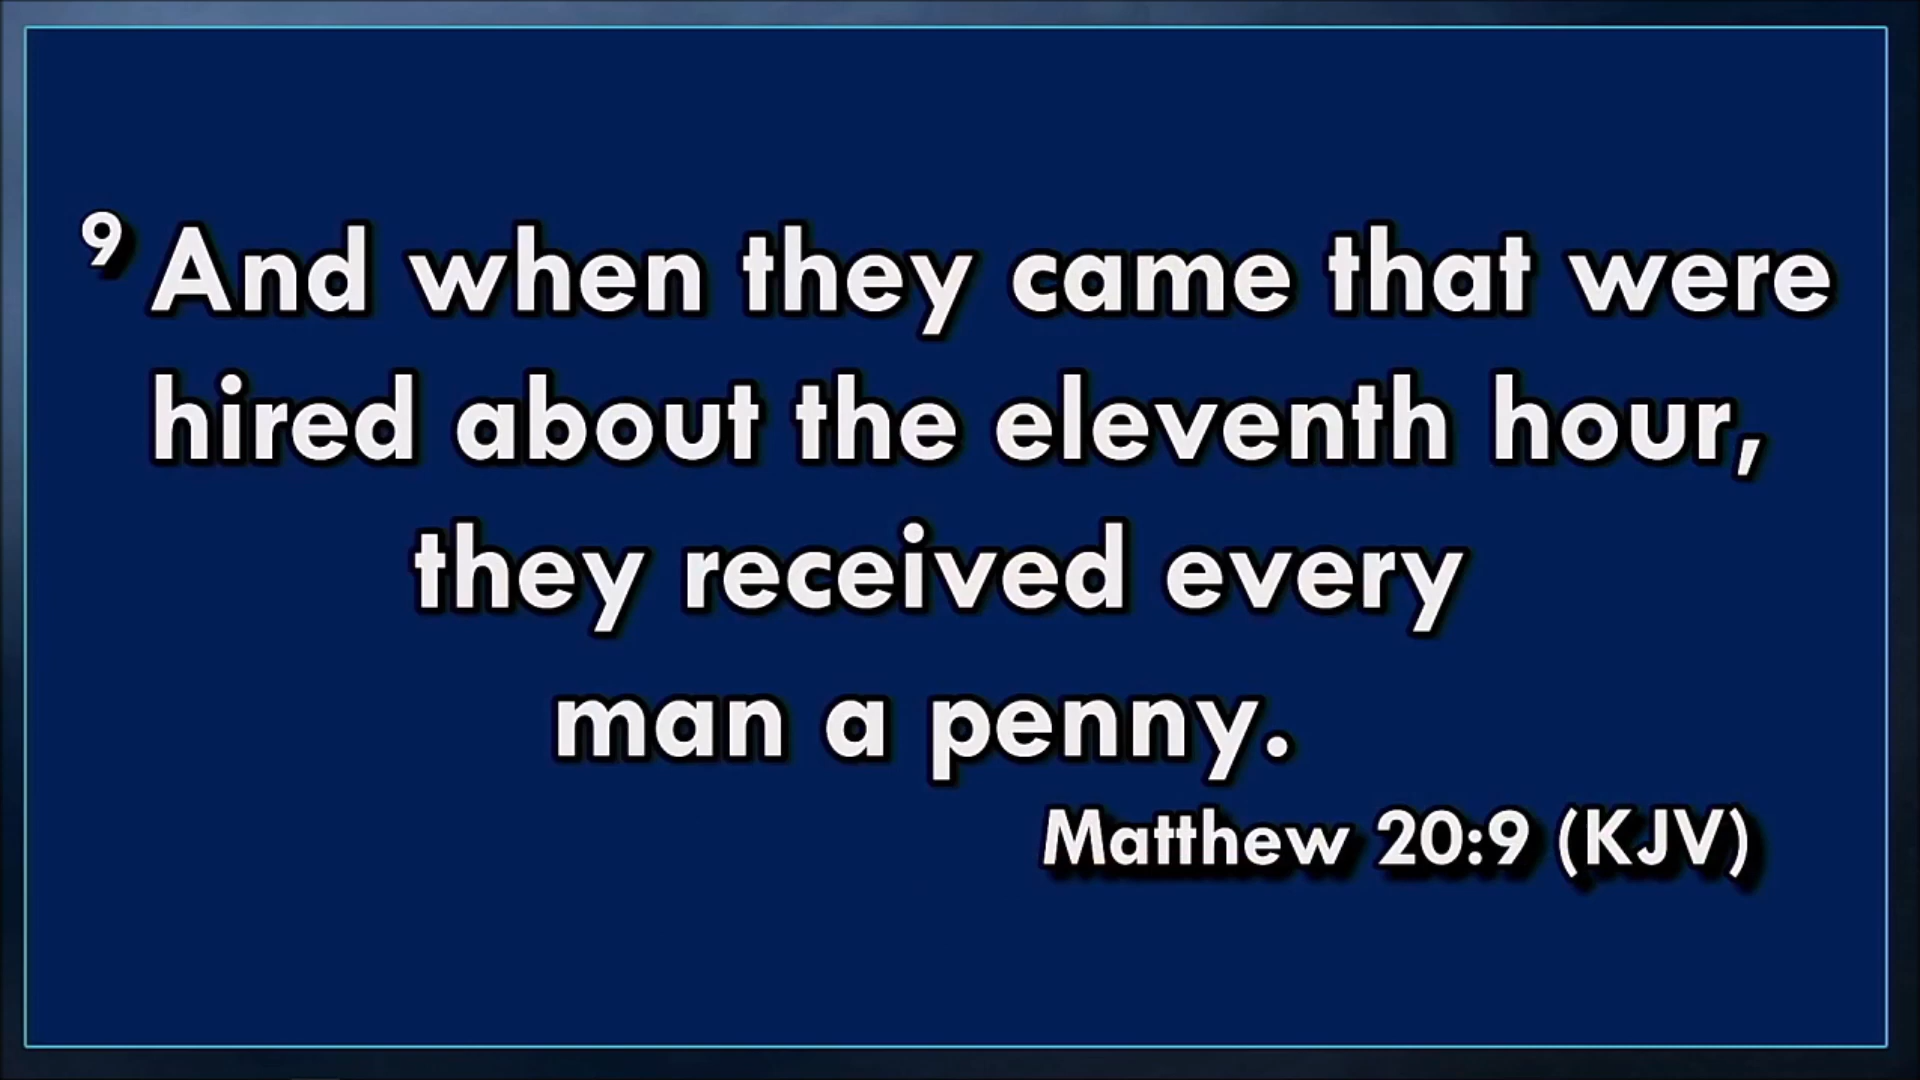 9 And when they came that were
hired about the eleventh hour,
they received every
man a penny.
Matthew 20:9 (KJV)